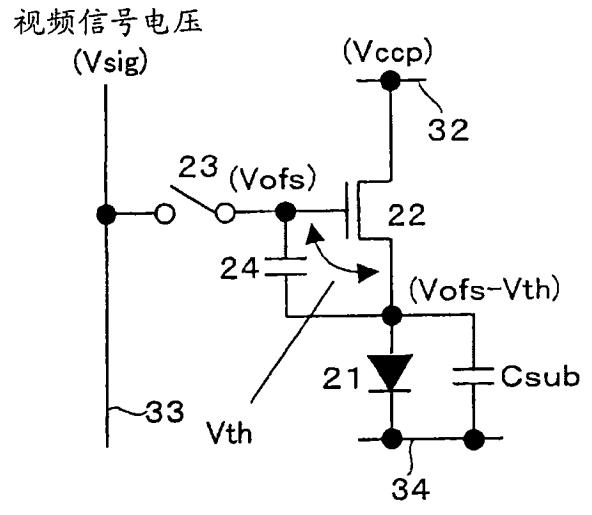 视频信号电压
(Vsig)
(Vccp)
32
23
(Vofs)
22
24
(Vofs-Vth)
21
Csub
33
Vth
34